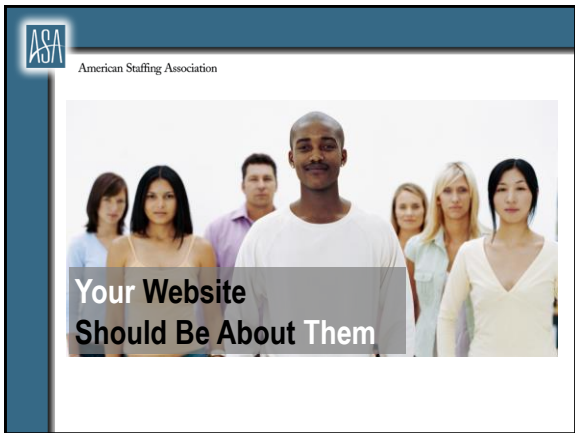 ASA
American Staffing Association
Your Website
Should Be About Them